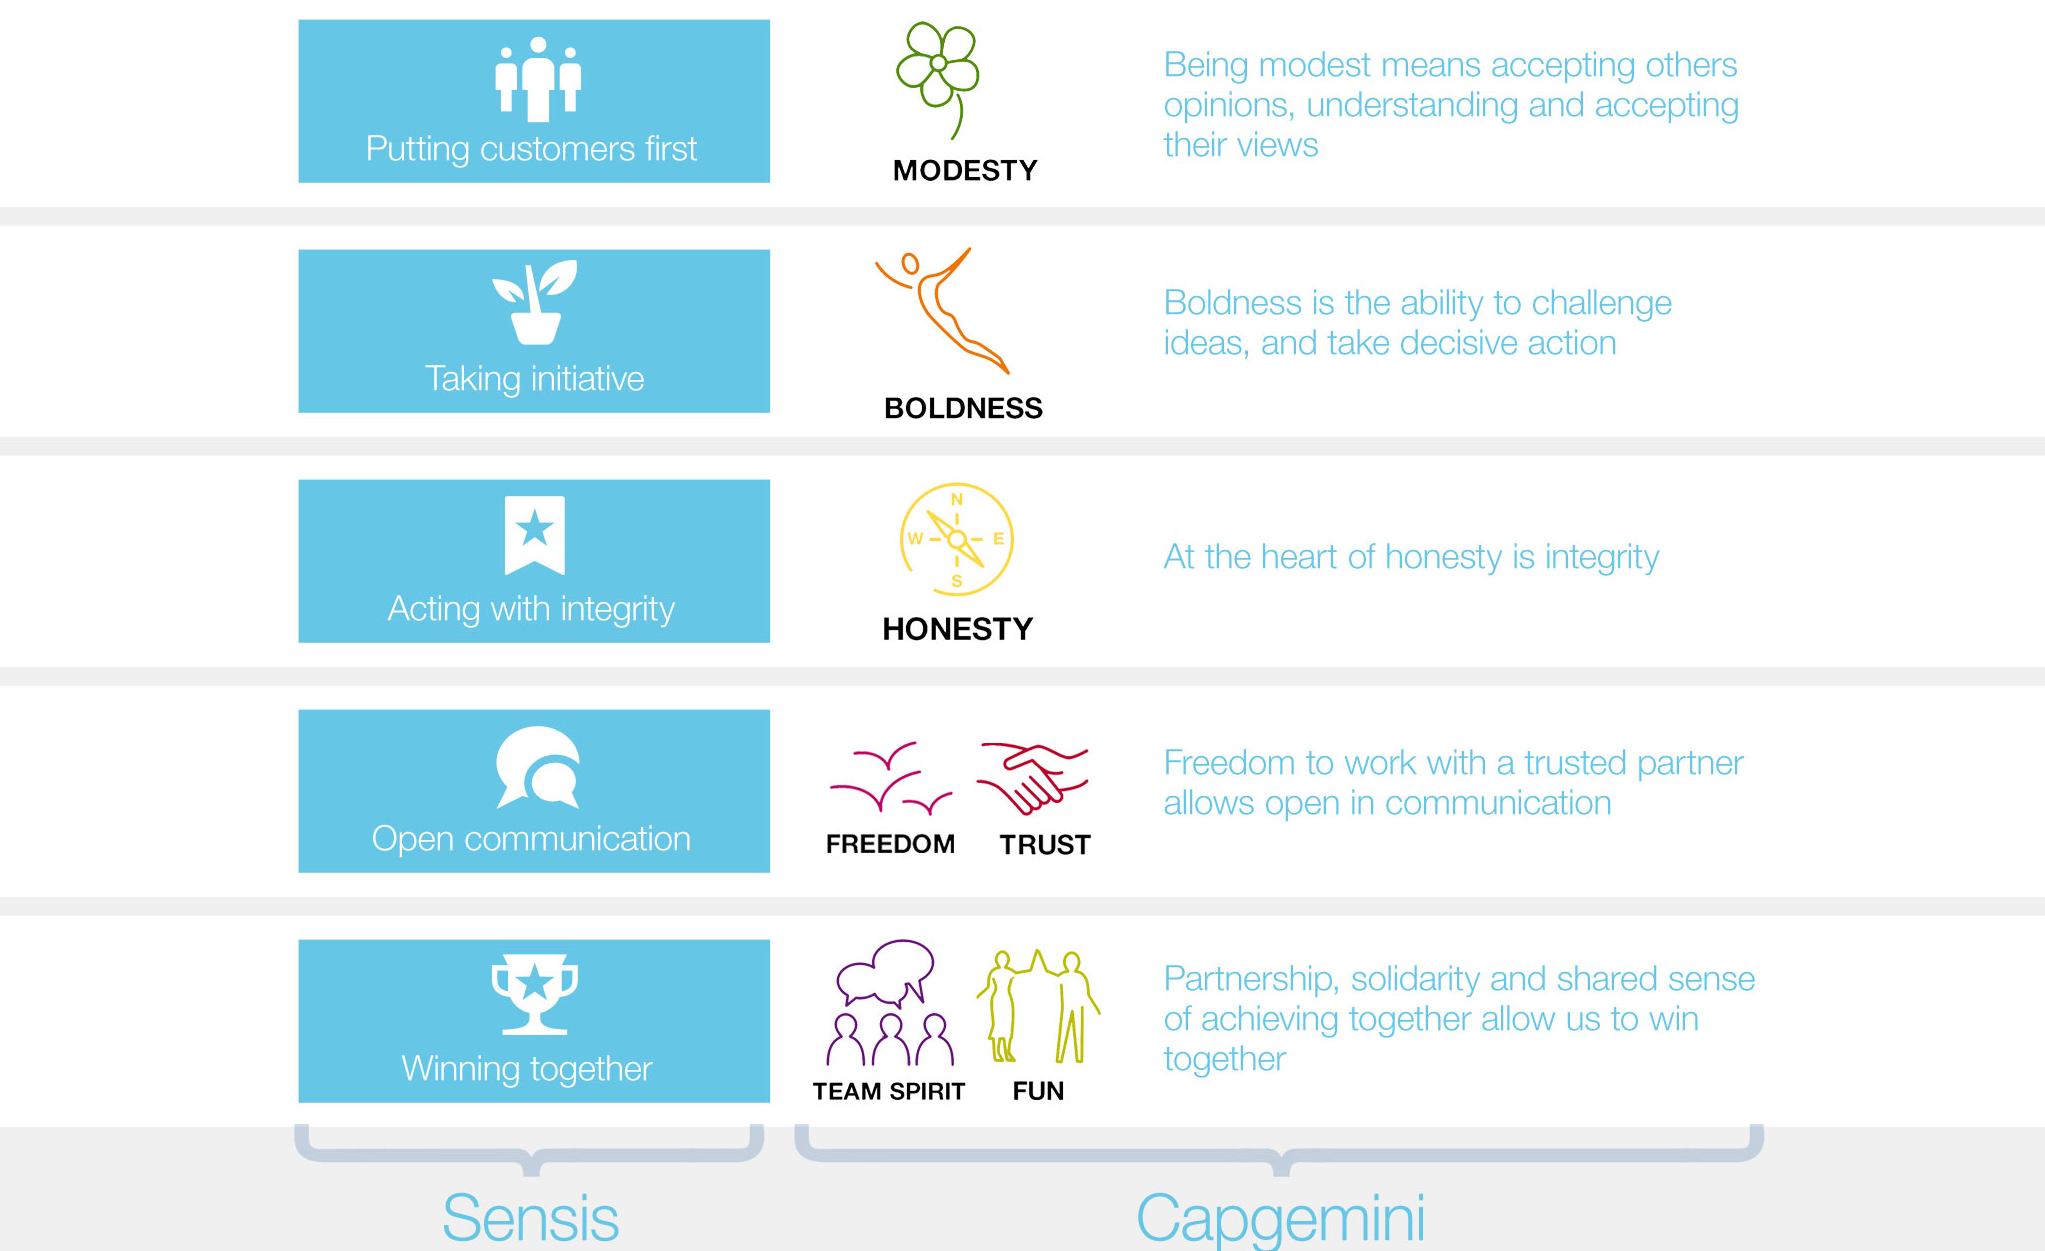 Putting customers first
MODESTY
Being modest means accepting others
opinions, understanding and accepting
their views
Taking initiative
BOLDNESS
Boldness is the ability to challenge
ideas, and take decisive action
Acting with integrity
N
W
E
S
HONESTY
At the heart of honesty is integrity
Open communication
FREEDOM
TRUST
Freedom to work with a trusted partner
allows open in communication
Winning together
TEAM SPIRIT
FUN
Partnership, solidarity and shared sense
of achieving together allow us to win
together
Sensis
Capgemini